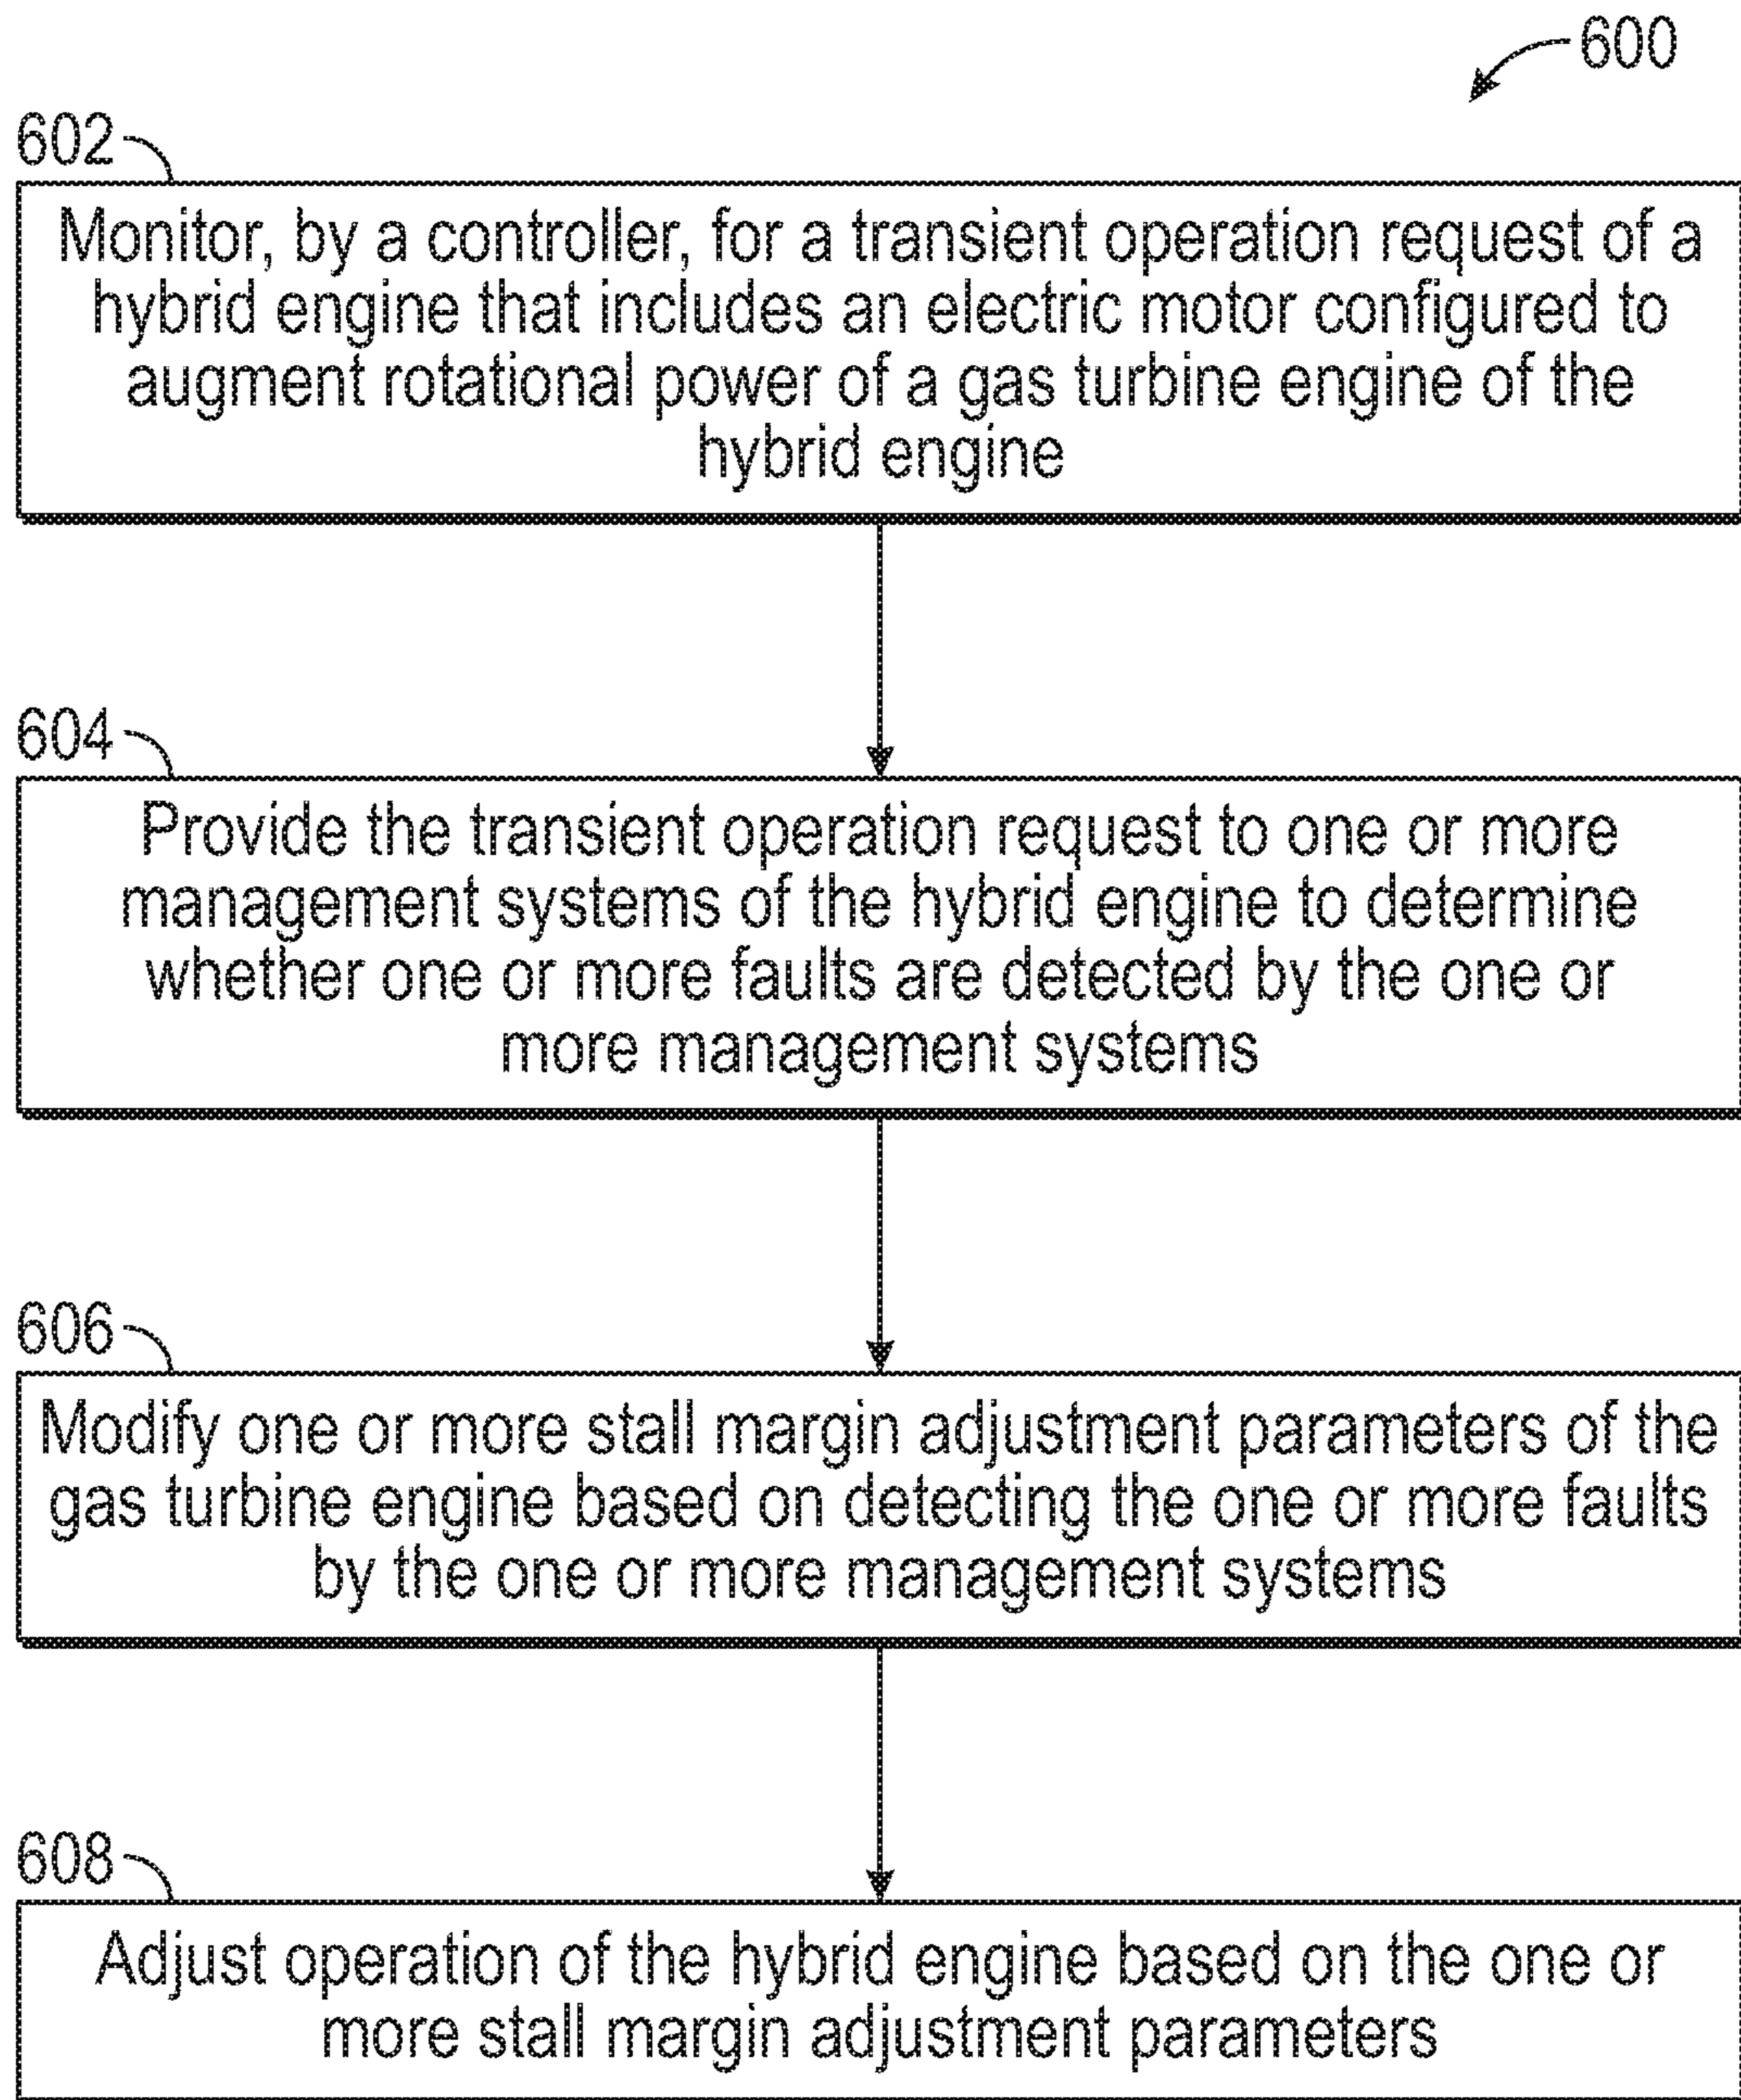 600
602
Monitor, by a controller, for a transient operation request of a
hybrid engine that includes an electric motor configured to
augment rotational power of a gas turbine engine of the
hybrid engine
604
Provide the transient operation request to one or more
management systems of the hybrid engine to determine
whether one or more faults are detected by the one or
more management systems
606
Modify one or more stall margin adjustment parameters of the
gas turbine engine based on detecting the one or more faults
by the one or more management systems
608
Adjust operation of the hybrid engine based on the one or
more stall margin adjustment parameters